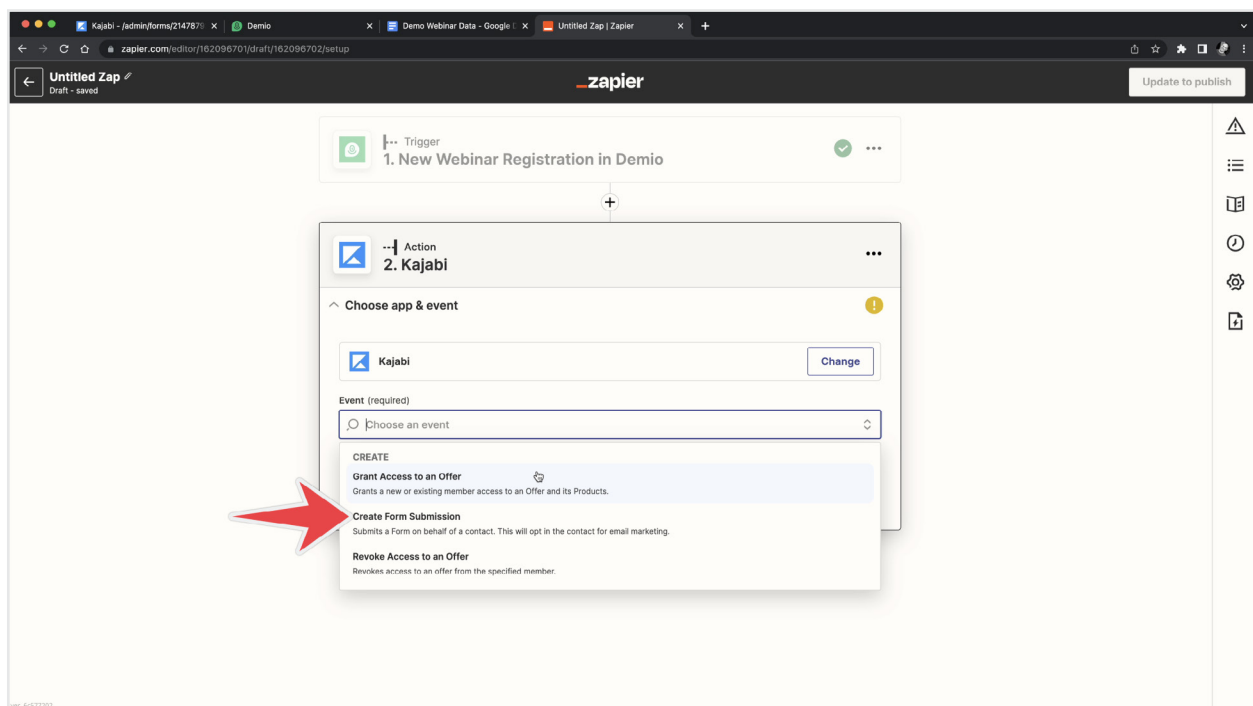 Kajabi - /admin/forms/2147879
Demio
Demo Webinar Data - Google D
Untitled Zap | Zapier
zapier.com/editor/162096701/draft/162096702/setup
Untitled Zap
Draft - saved
_zapier
Update to publish
Trigger
1. New Webinar Registration in Demio
Action
2. Kajabi
Choose app & event
Kajabi
Change
Event (required)
Choose an event
CREATE
Grant Access to an Offer
Grants a new or existing member access to an Offer and its Products.
Create Form Submission
Submits a Form on behalf of a contact. This will opt in the contact for email marketing.
Revoke Access to an Offer
Revokes access to an offer from the specified member.